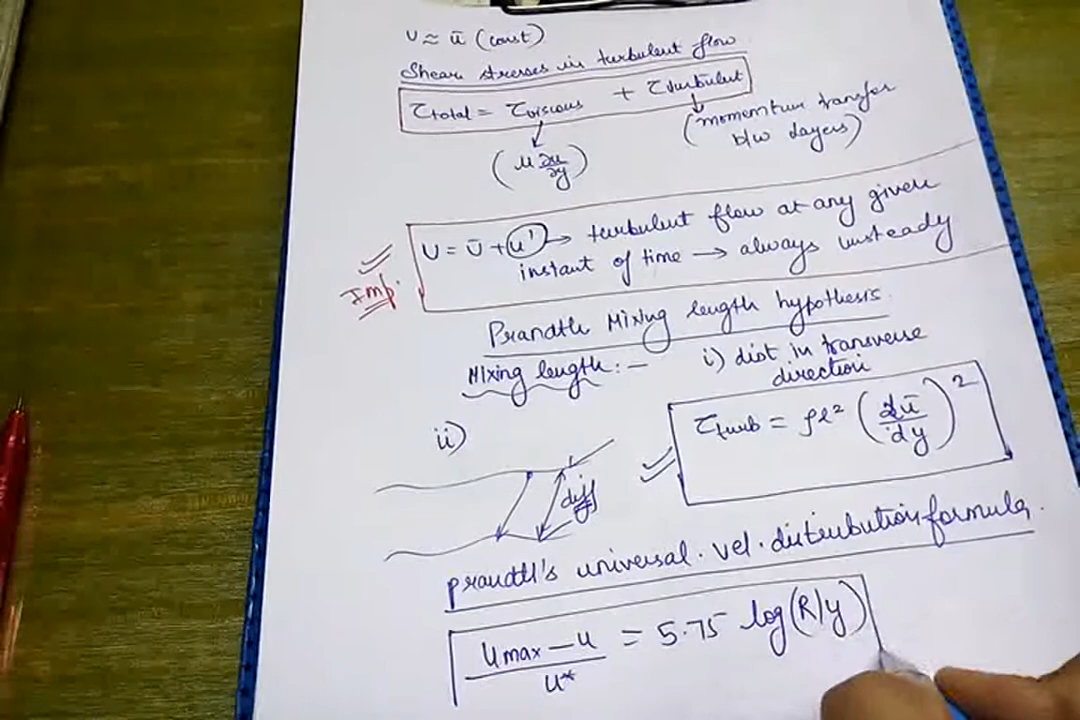 U ≈ ū (const)
Shear stresses in turbulent flow
τtotal = τviscous + τturbulent
(μ ∂u/∂y)
(momentum transfer
b/w layers)
U = ū + u' → turbulent flow at any given
instant of time → always unsteady
Imp.
Prandtl Mixing length hypothesis
Mixing length :- i) dist in transverse
direction
τturb = ρl² (dū/dy)²
ii)
diff
prandtl's universal. vel. distribution formula.
Umax - u / u* = 5.75 log(R/y)